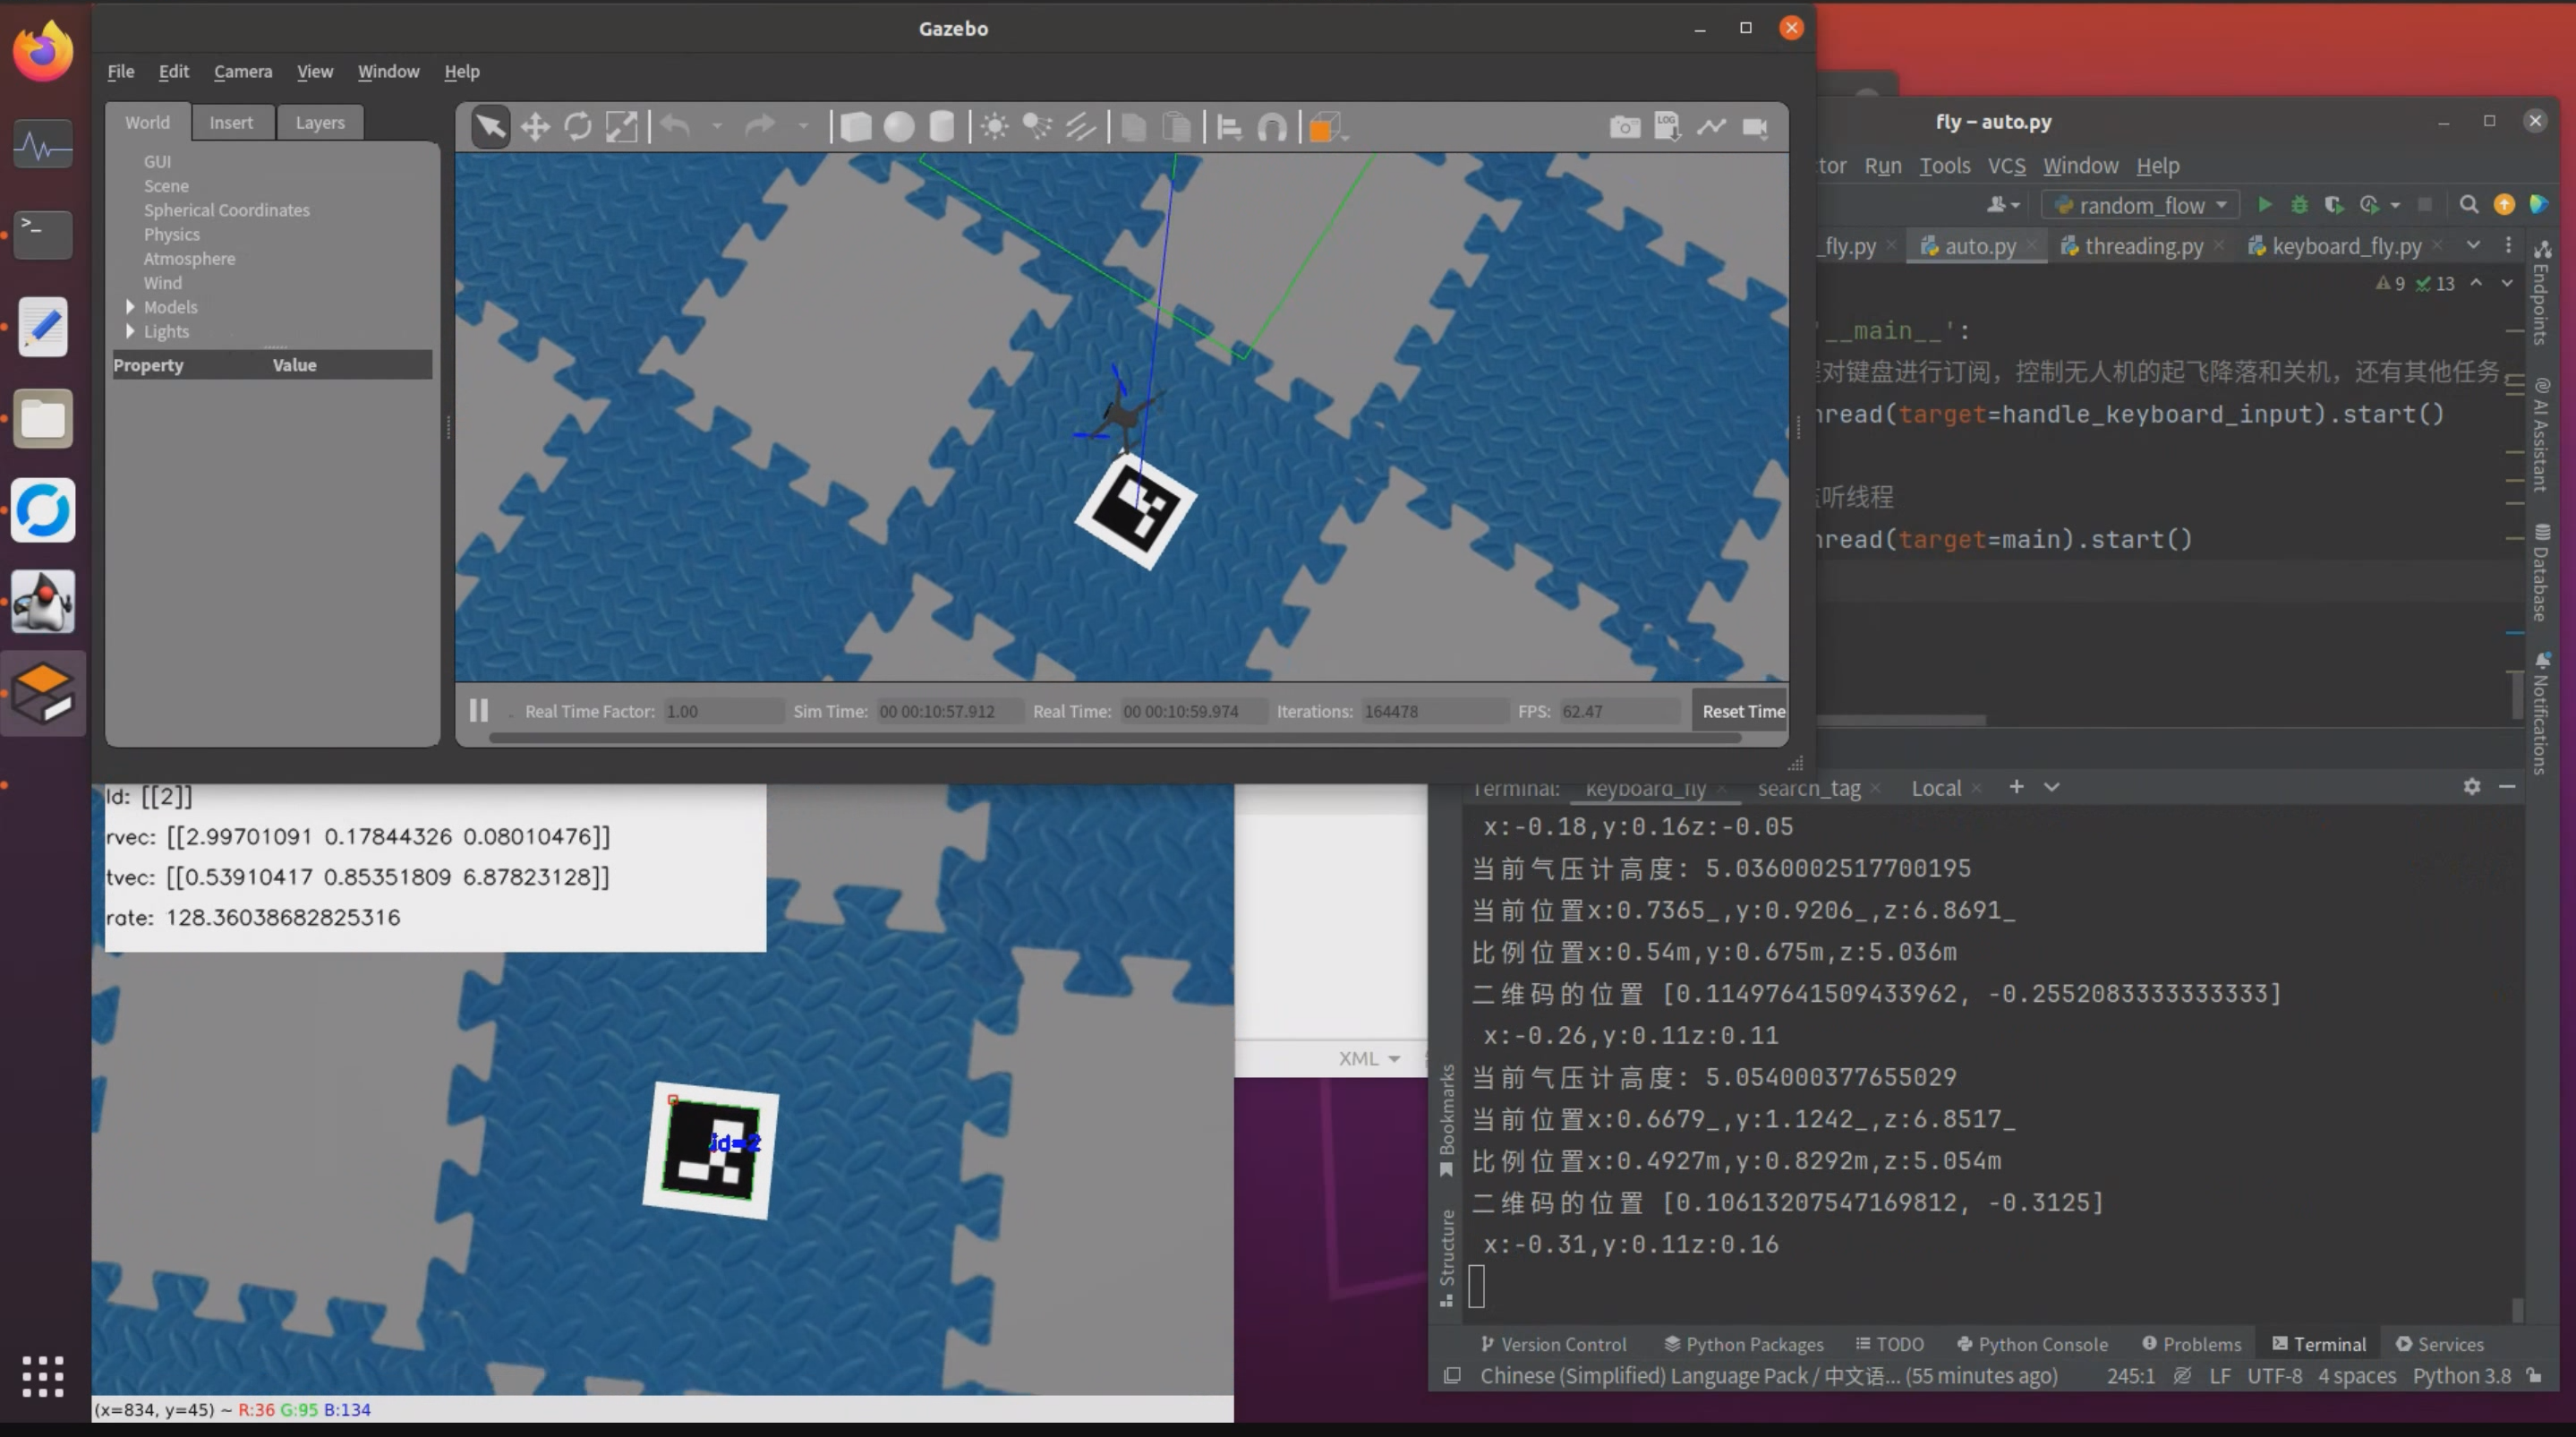 Gazebo
File Edit Camera View Window Help
World Insert Layers
GUI
Scene
Spherical Coordinates
Physics
Atmosphere
Wind
Models
Lights
Property Value
LOG
Real Time Factor: 1.00 Sim Time: 00 00:10:57.912 Real Time: 00 00:10:59.974 Iterations: 164478 FPS: 62.47 Reset Time
Id: [[2]]
rvec: [[2.99701091 0.17844326 0.08010476]]
tvec: [[0.53910417 0.85351809 6.87823128]]
rate: 128.36038682825316
id=2
(x=834, y=45) ~ R:36 G:95 B:134
XML
fly – auto.py
tor Run Tools VCS Window Help
random_flow
_fly.py auto.py threading.py keyboard_fly.py
9 13
'__main__':
对键盘进行订阅，控制无人机的起飞降落和关机，还有其他任务
read(target=handle_keyboard_input).start()
听线程
read(target=main).start()
Endpoints
AI Assistant
Database
Notifications
Terminal: keyboard_fly search_tag Local
x:-0.18,y:0.16z:-0.05
当前气压计高度: 5.0360002517700195
当前位置x:0.7365_,y:0.9206_,z:6.8691_
比例位置x:0.54m,y:0.675m,z:5.036m
二维码的位置 [0.11497641509433962, -0.2552083333333333]
x:-0.26,y:0.11z:0.11
当前气压计高度: 5.054000377655029
当前位置x:0.6679_,y:1.1242_,z:6.8517_
比例位置x:0.4927m,y:0.8292m,z:5.054m
二维码的位置 [0.10613207547169812, -0.3125]
x:-0.31,y:0.11z:0.16
Bookmarks
Structure
Version Control Python Packages TODO Python Console Problems Terminal Services
Chinese (Simplified) Language Pack / 中文语... (55 minutes ago) 245:1 LF UTF-8 4 spaces Python 3.8